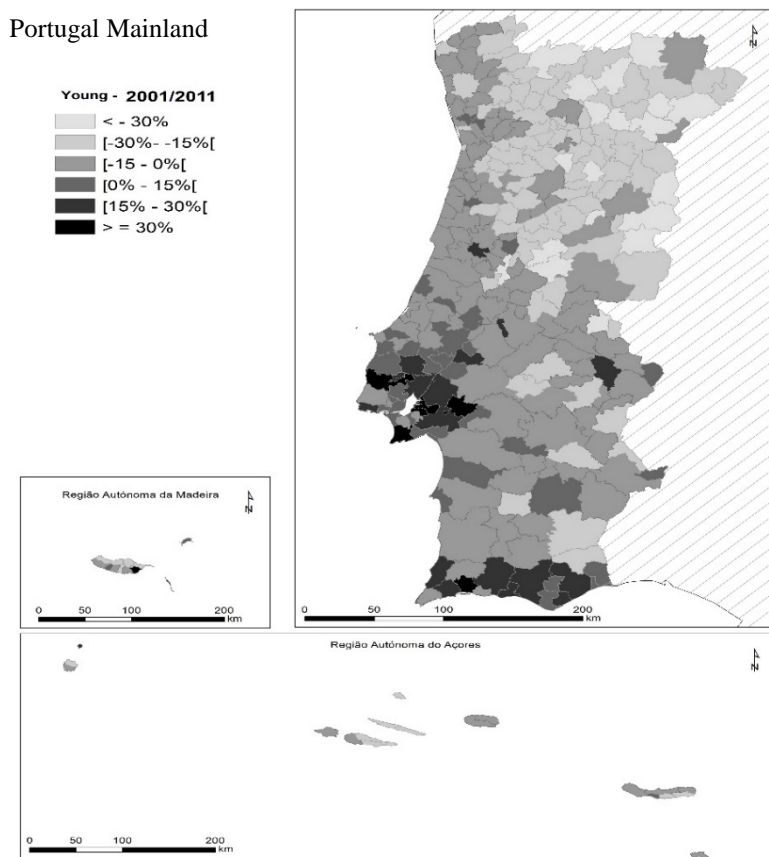 Portugal Mainland
N
Young - 2001/2011
< - 30%
[-30%- -15%[
[-15 - 0%[
[0% - 15%[
[15% - 30%[
> = 30%
Região Autónoma da Madeira
N
0 50 100 200
km
0 50 100 200
km
Região Autónoma do Açores
N
0 50 100 200
km